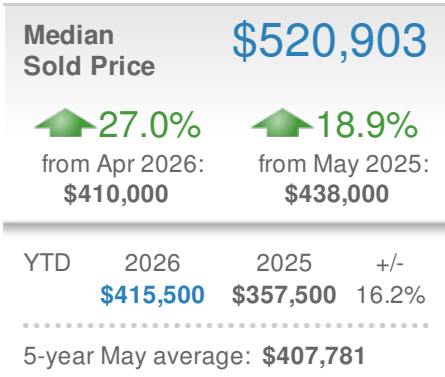 Median
Sold Price
$520,903
27.0%
from Apr 2026:
$410,000
18.9%
from May 2025:
$438,000
YTD 2026 2025 +/-
$415,500 $357,500 16.2%
5-year May average: $407,781